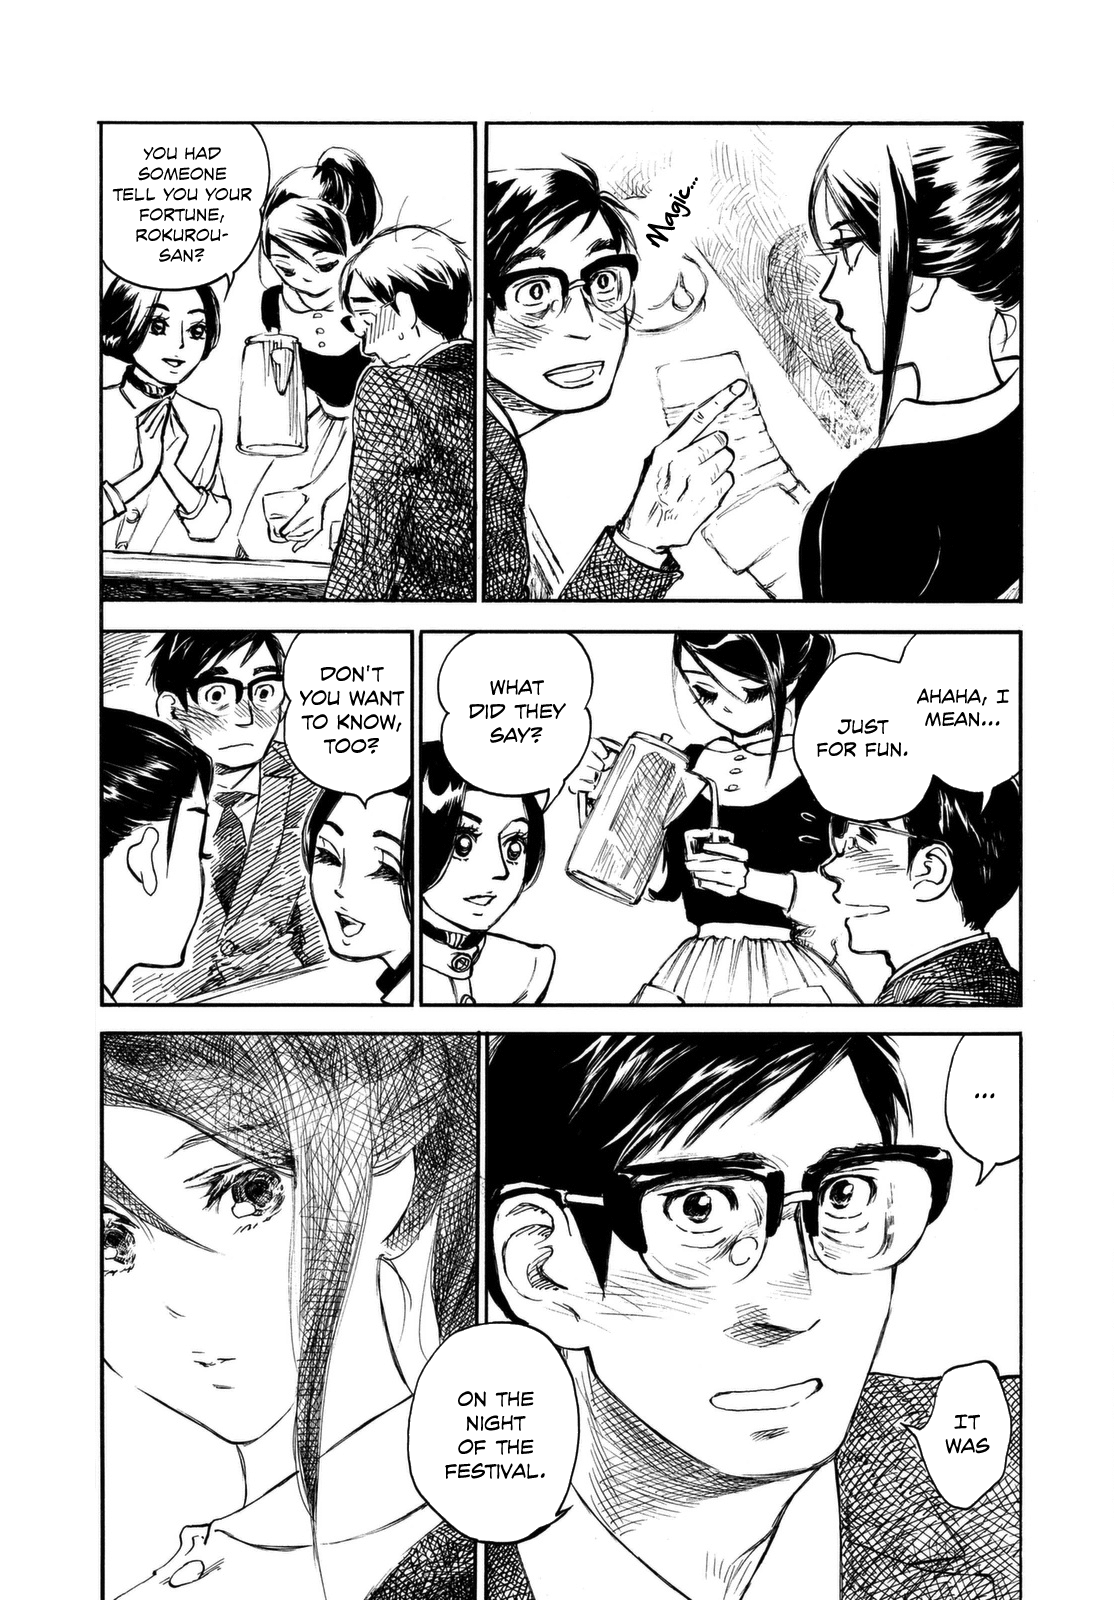 Magic...
YOU HAD
SOMEONE
TELL YOU YOUR
FORTUNE,
ROKUROU-
SAN?
AHAHA, I
MEAN...
JUST
FOR FUN.
WHAT
DID THEY
SAY?
DON'T
YOU WANT
TO KNOW,
TOO?
...
IT
WAS
ON THE
NIGHT
OF THE
FESTIVAL.